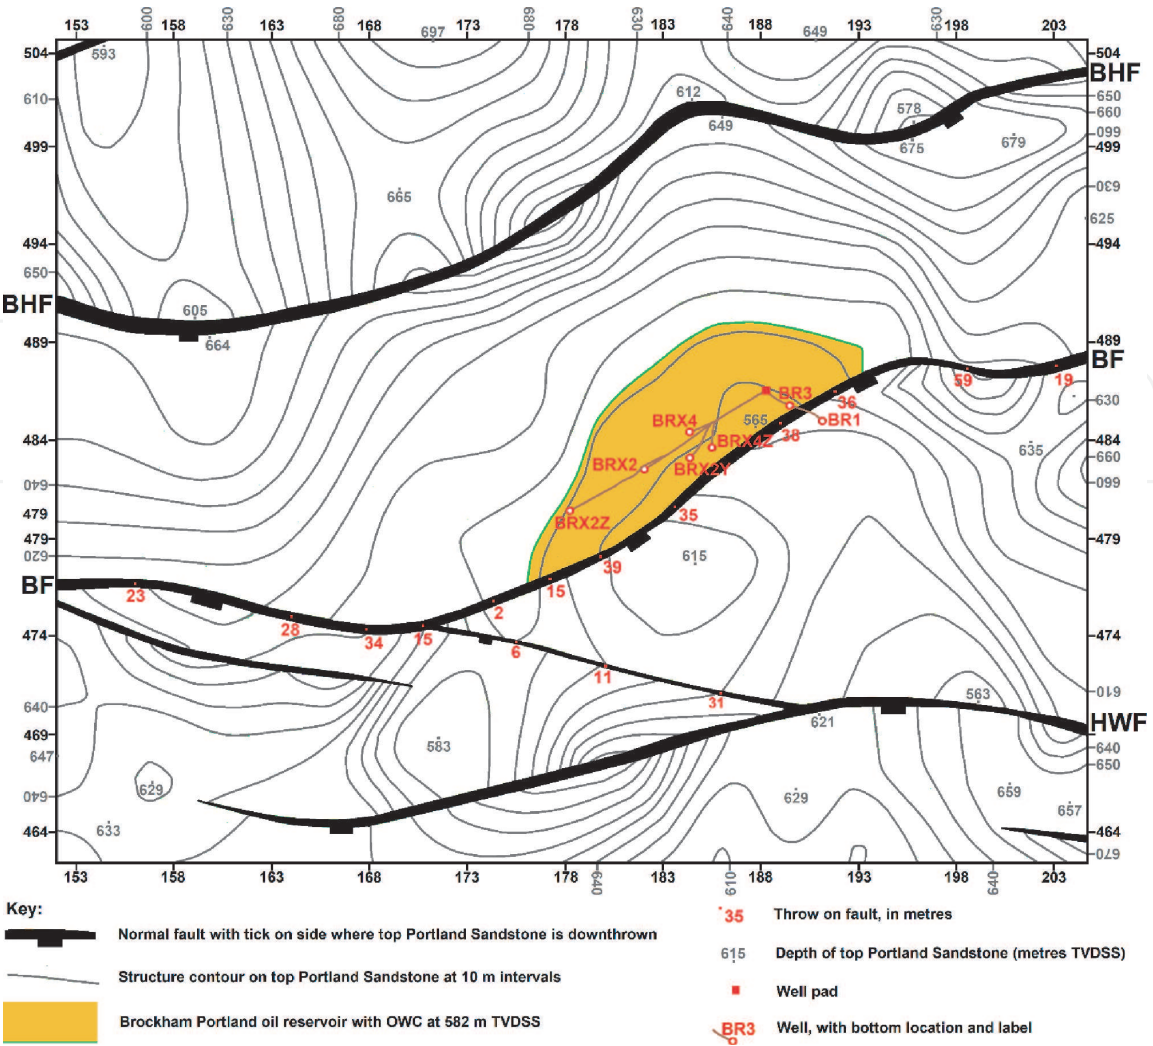 153 600 158 630 163 680 168 697 173 680 178 630 183 640 188 649 193 630 198 203
504 593 504
BHF
610 612 578 650
660
649 675 679 660
499 499
665 630
625
494 494
650
BHF 605
664
489 489
BF
59 19
BR3 36 630
BRX4 565 38 BR1
484 BRX4Z 635 484
BRX2 BRX2Y 660
640 660
479 BRX2Z 35
479 479
615
39
BF 23 15
2
28 34 15 6
474 474
11
31 563 610
640 621 HWF
469 583
647 640
650
629 629 659
640 657
464 633 464
153 158 163 168 173 178 640 183 610 188 193 198 640 203
Key:
Normal fault with tick on side where top Portland Sandstone is downthrown
Structure contour on top Portland Sandstone at 10 m intervals
Brockham Portland oil reservoir with OWC at 582 m TVDSS
35 Throw on fault, in metres
615 Depth of top Portland Sandstone (metres TVDSS)
Well pad
BR3 Well, with bottom location and label